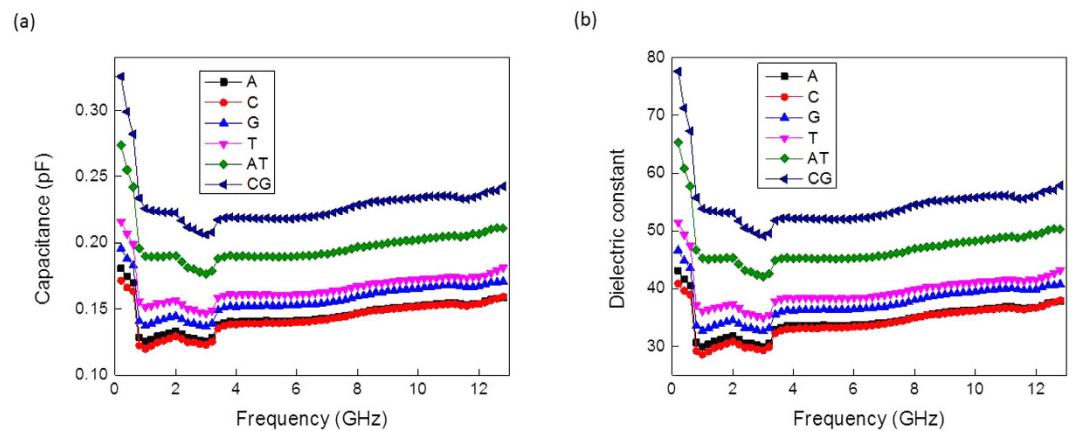 (a)
Capacitance (pF)
0.30
0.25
0.20
0.15
0.10
A
C
G
T
AT
CG
0 2 4 6 8 10 12
Frequency (GHz)
(b)
Dielectric constant
80
70
60
50
40
30
A
C
G
T
AT
CG
0 2 4 6 8 10 12
Frequency (GHz)